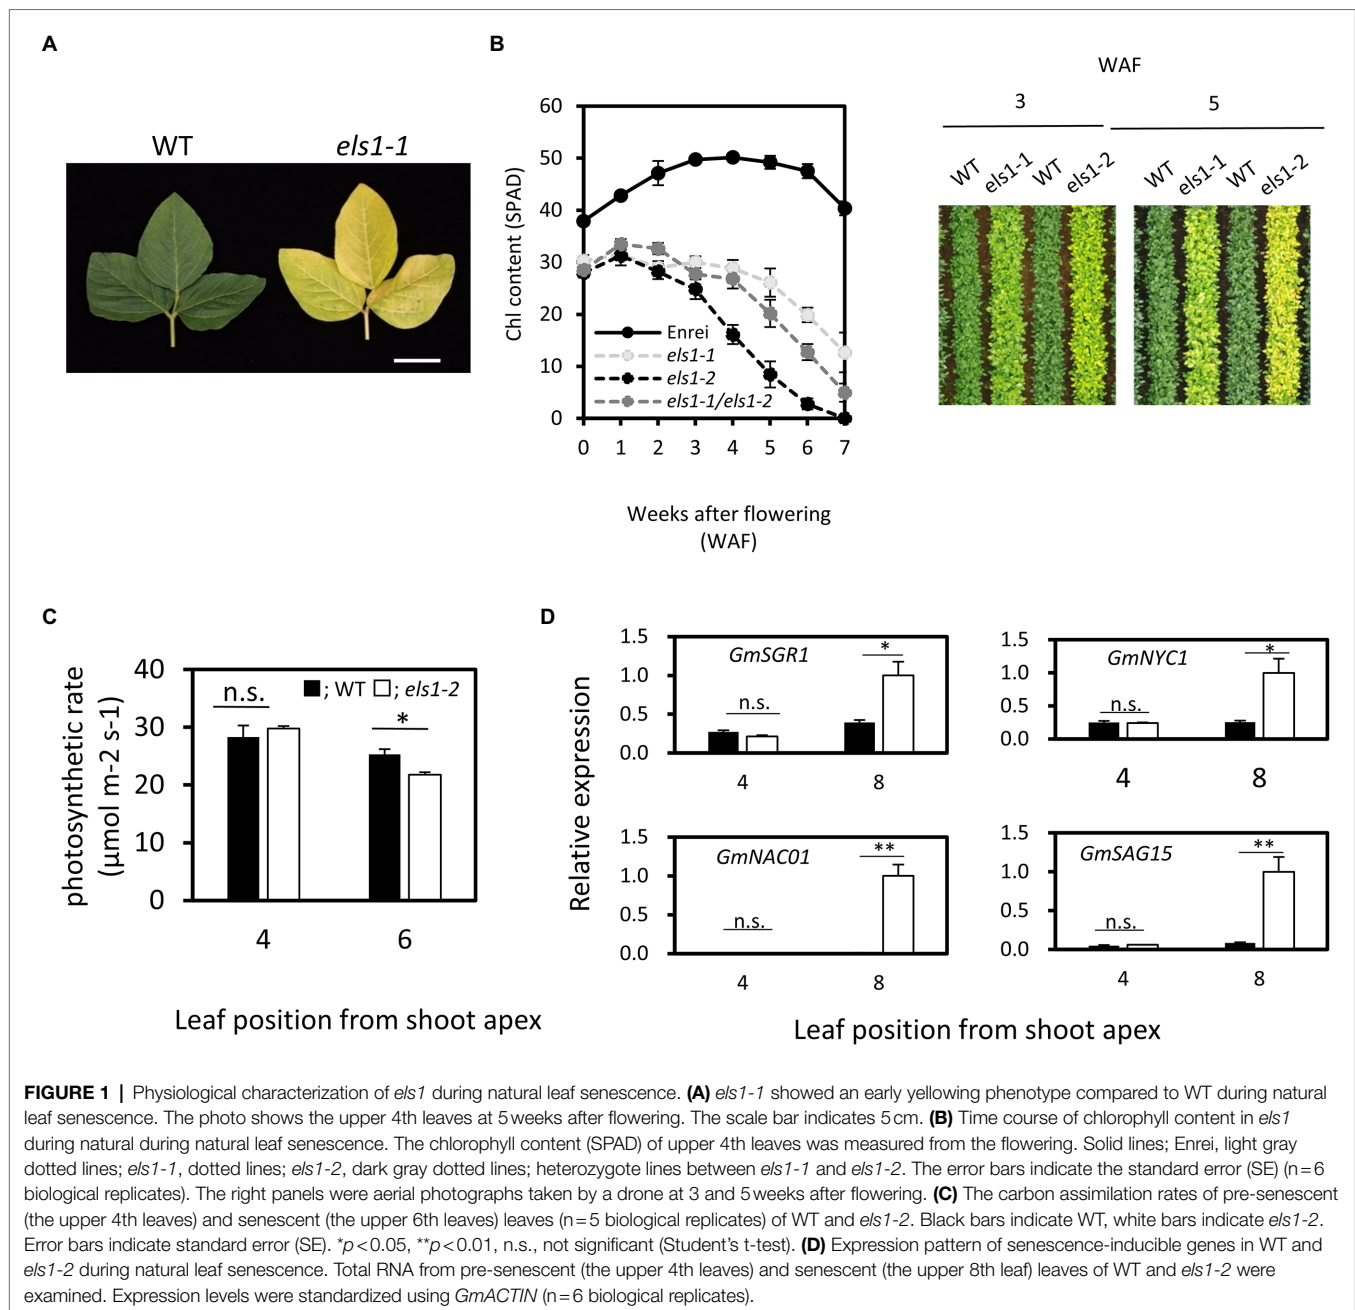 A
WT
els1-1
B
Chl content (SPAD)
60
50
40
30
20
10
0
Enrei
els1-1
els1-2
els1-1/els1-2
0 1 2 3 4 5 6 7
Weeks after flowering
(WAF)
WAF
3 5
WT els1-1 WT els1-2 WT els1-1 WT els1-2
C
photosynthetic rate
(µmol m-2 s-1)
40
30
20
10
0
n.s.
; WT ; els1-2
*
4 6
Leaf position from shoot apex
D
Relative expression
1.5
1.0
0.5
0.0
GmSGR1
n.s.
*
4 8
1.5
1.0
0.5
0.0
GmNYC1
n.s.
*
4 8
1.5
1.0
0.5
0.0
GmNAC01
n.s.
**
4 8
1.5
1.0
0.5
0.0
GmSAG15
n.s.
**
4 8
Leaf position from shoot apex
FIGURE 1 | Physiological characterization of els1 during natural leaf senescence. (A) els1-1 showed an early yellowing phenotype compared to WT during natural
leaf senescence. The photo shows the upper 4th leaves at 5 weeks after flowering. The scale bar indicates 5 cm. (B) Time course of chlorophyll content in els1
during natural during natural leaf senescence. The chlorophyll content (SPAD) of upper 4th leaves was measured from the flowering. Solid lines; Enrei, light gray
dotted lines; els1-1, dotted lines; els1-2, dark gray dotted lines; heterozygote lines between els1-1 and els1-2. The error bars indicate the standard error (SE) (n = 6
biological replicates). The right panels were aerial photographs taken by a drone at 3 and 5 weeks after flowering. (C) The carbon assimilation rates of pre-senescent
(the upper 4th leaves) and senescent (the upper 6th leaves) leaves (n = 5 biological replicates) of WT and els1-2. Black bars indicate WT, white bars indicate els1-2.
Error bars indicate standard error (SE). *p < 0.05, **p < 0.01, n.s., not significant (Student's t-test). (D) Expression pattern of senescence-inducible genes in WT and
els1-2 during natural leaf senescence. Total RNA from pre-senescent (the upper 4th leaves) and senescent (the upper 8th leaf) leaves of WT and els1-2 were
examined. Expression levels were standardized using GmACTIN (n = 6 biological replicates).